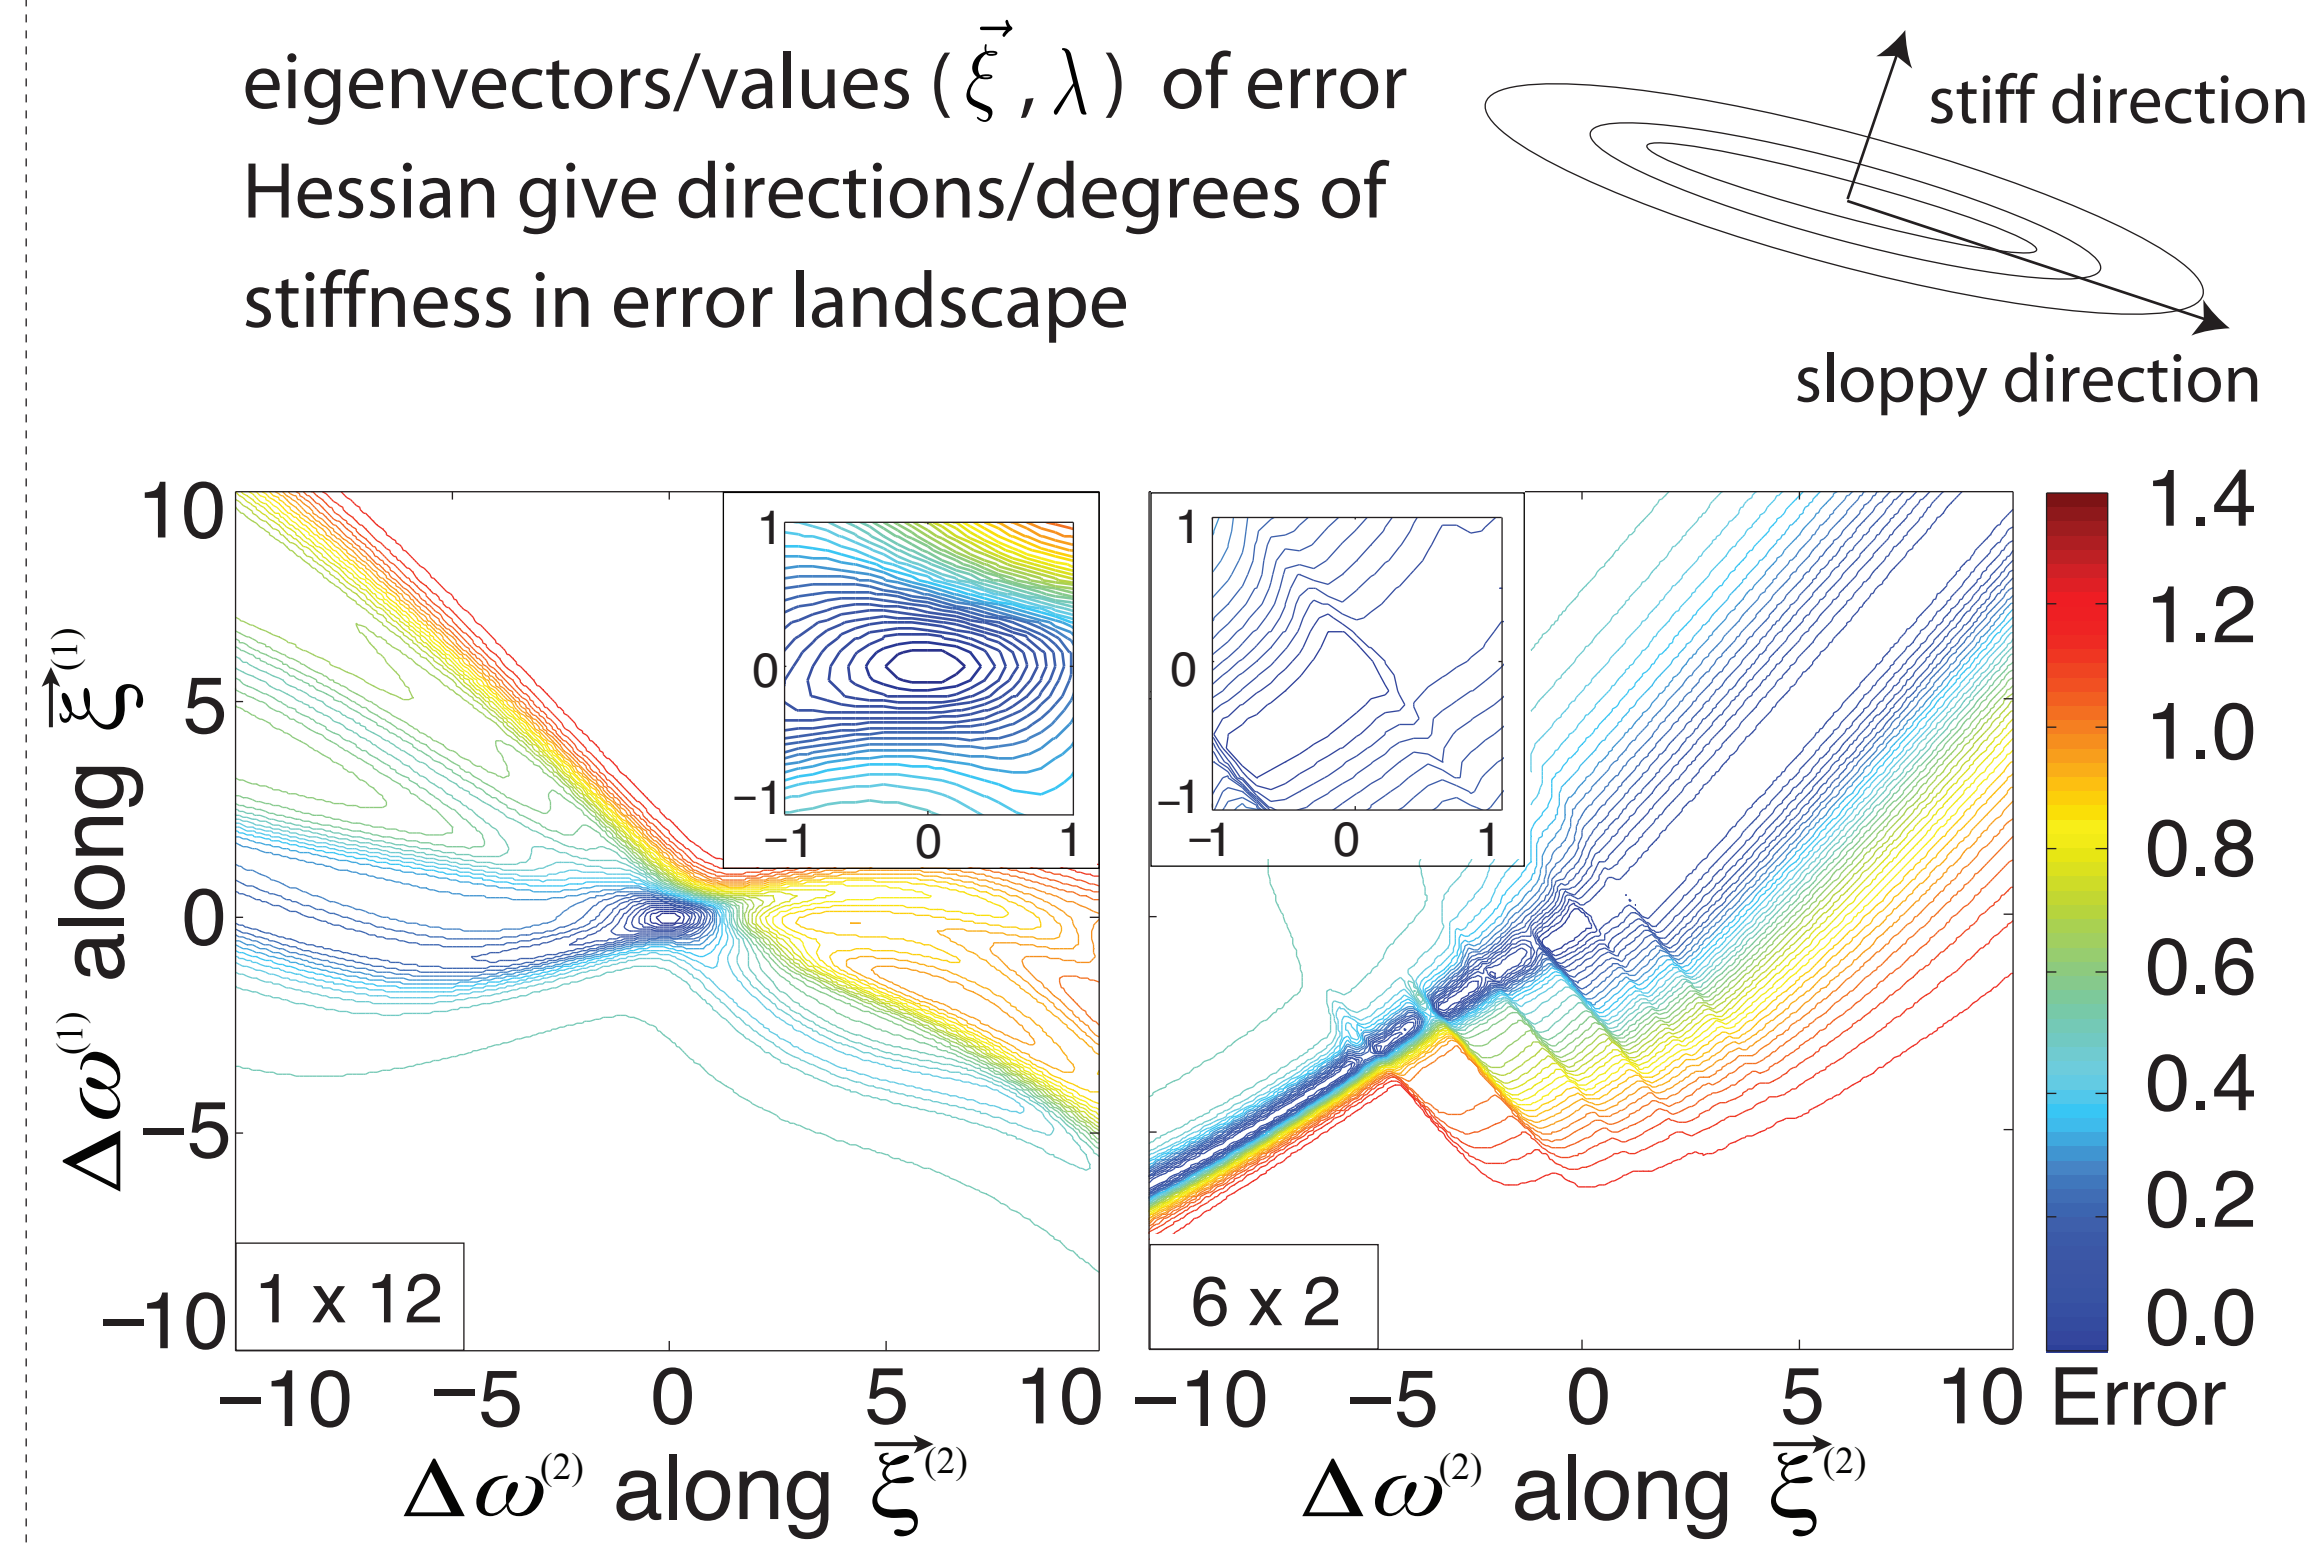 eigenvectors/values (ξ⃗, λ) of error
Hessian give directions/degrees of
stiffness in error landscape
stiff direction
sloppy direction
Δω⁽¹⁾ along ξ⃗⁽¹⁾
10
5
0
−5
−10
1
0
−1
−1 0 1
1 x 12
−10 −5 0 5 10
Δω⁽²⁾ along ξ⃗⁽²⁾
1
0
−1
−1 0 1
6 x 2
−10 −5 0 5 10
Δω⁽²⁾ along ξ⃗⁽²⁾
1.4
1.2
1.0
0.8
0.6
0.4
0.2
0.0
Error